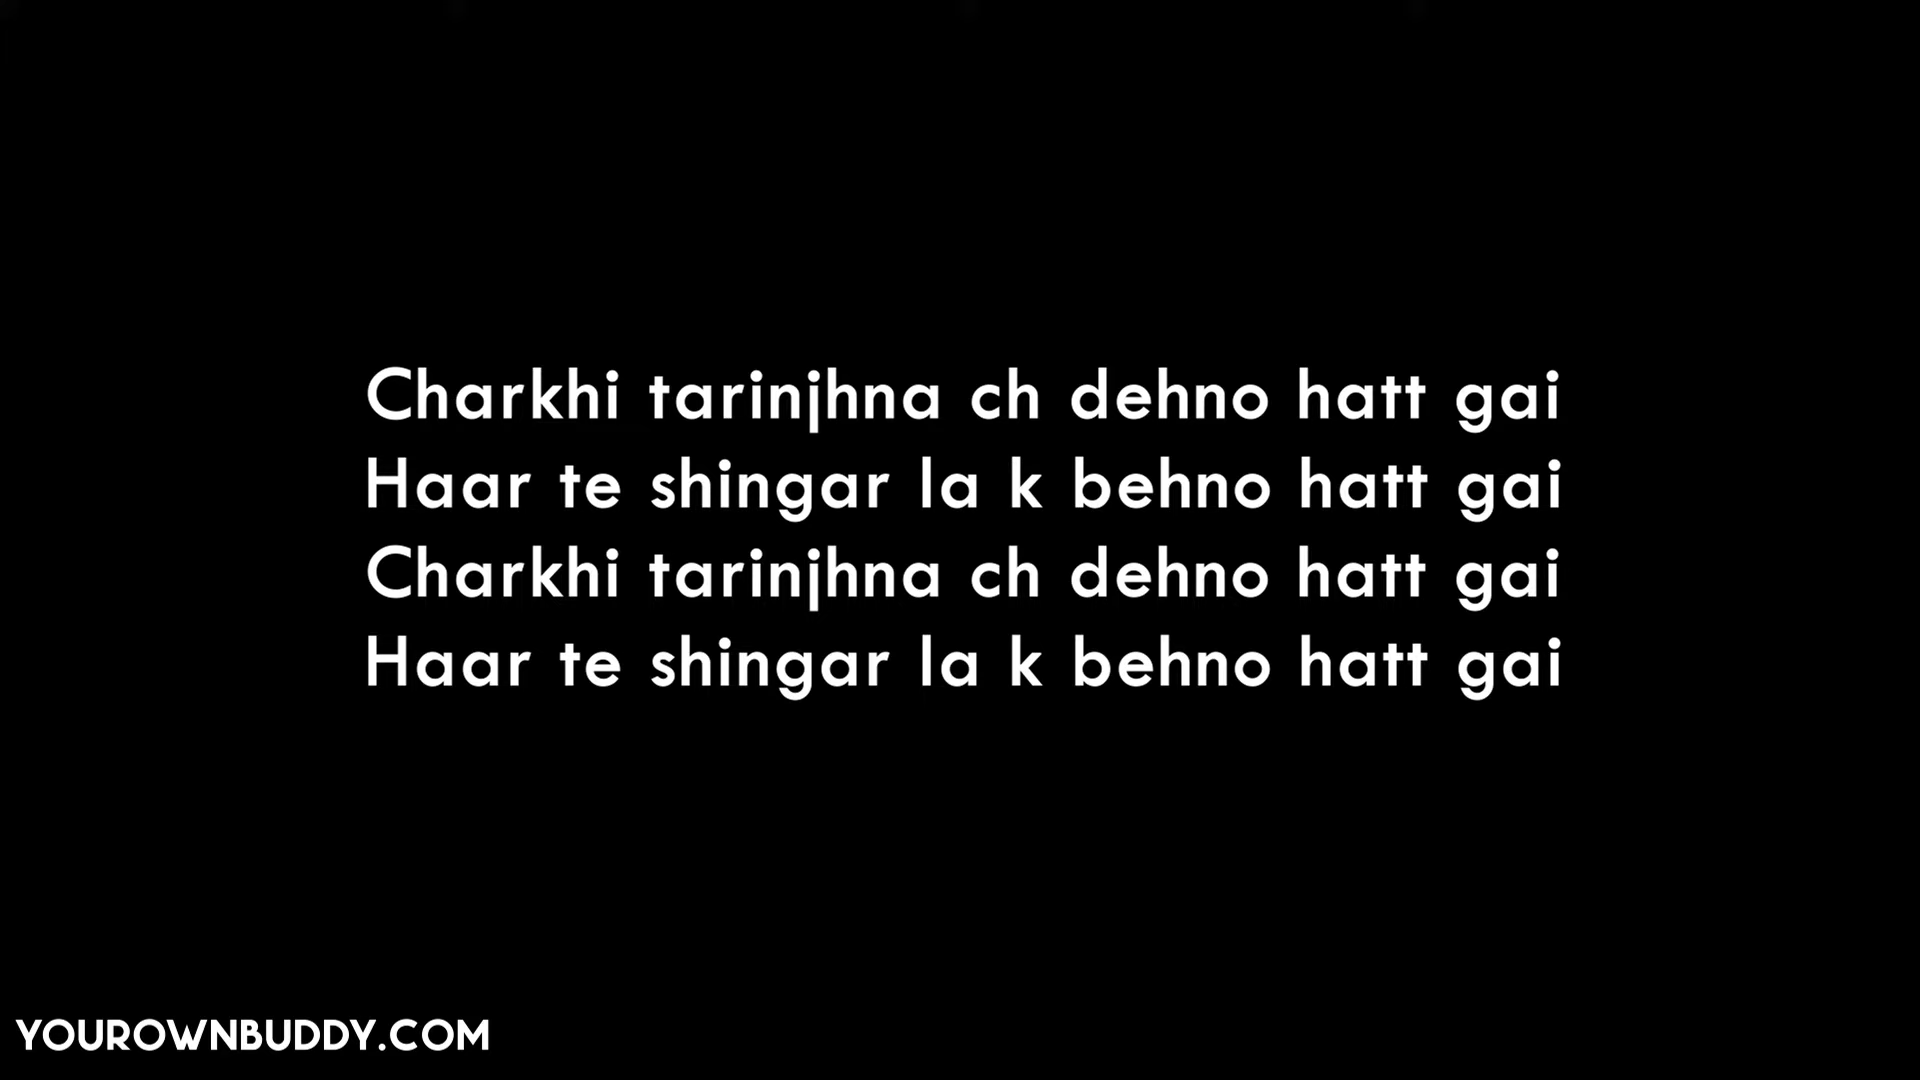 Charkhi tarinjhna ch dehno hatt gai
Haar te shingar la k behno hatt gai
Charkhi tarinjhna ch dehno hatt gai
Haar te shingar la k behno hatt gai
YOUROWNBUDDY.COM